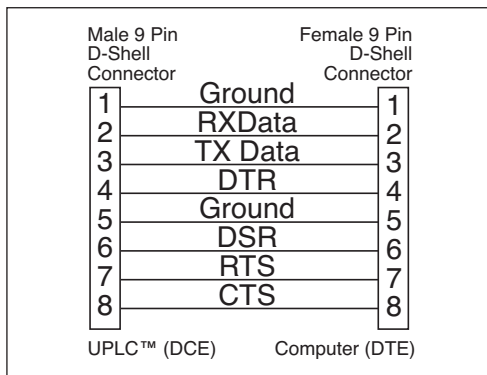 Male 9 Pin
D-Shell
Connector
Female 9 Pin
D-Shell
Connector
1 Ground 1
2 RXData 2
3 TX Data 3
4 DTR 4
5 Ground 5
6 DSR 6
7 RTS 7
8 CTS 8
UPLC™ (DCE)
Computer (DTE)